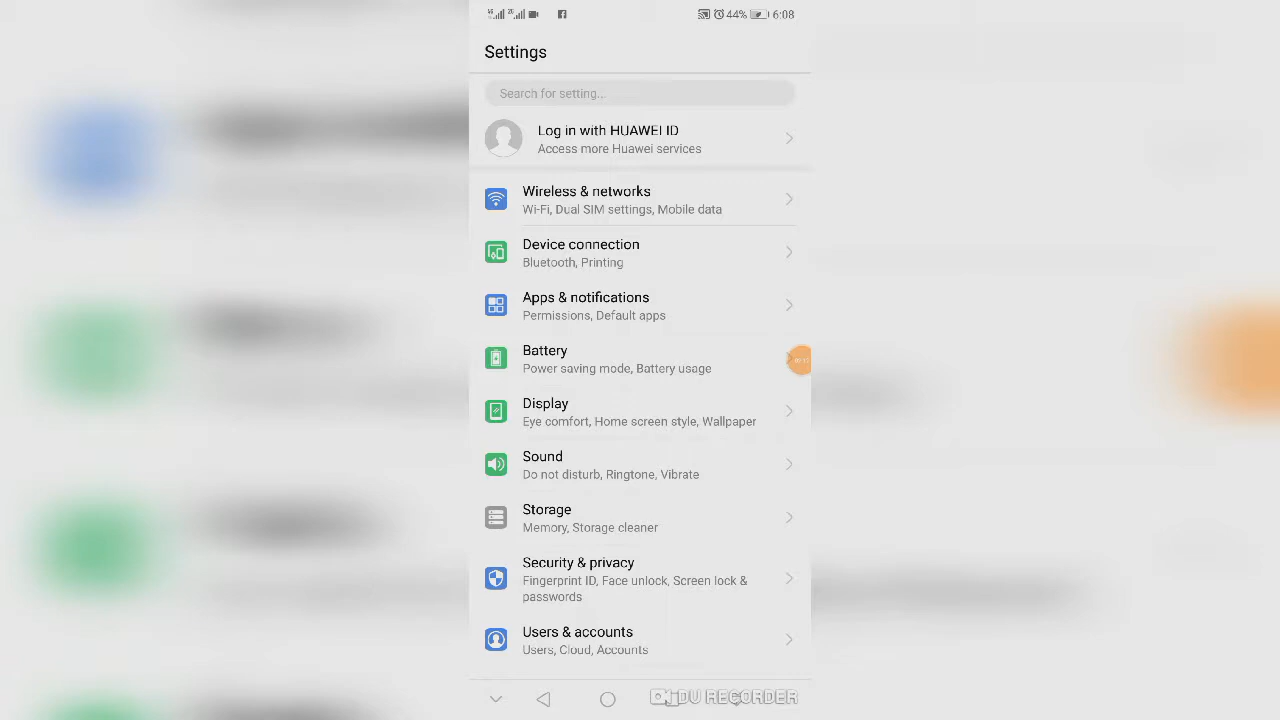 44% 6:08
Settings
Search for setting...
Log in with HUAWEI ID
Access more Huawei services
Wireless & networks
Wi-Fi, Dual SIM settings, Mobile data
Device connection
Bluetooth, Printing
Apps & notifications
Permissions, Default apps
Battery
Power saving mode, Battery usage
Display
Eye comfort, Home screen style, Wallpaper
Sound
Do not disturb, Ringtone, Vibrate
Storage
Memory, Storage cleaner
Security & privacy
Fingerprint ID, Face unlock, Screen lock &
passwords
Users & accounts
Users, Cloud, Accounts
DU RECORDER